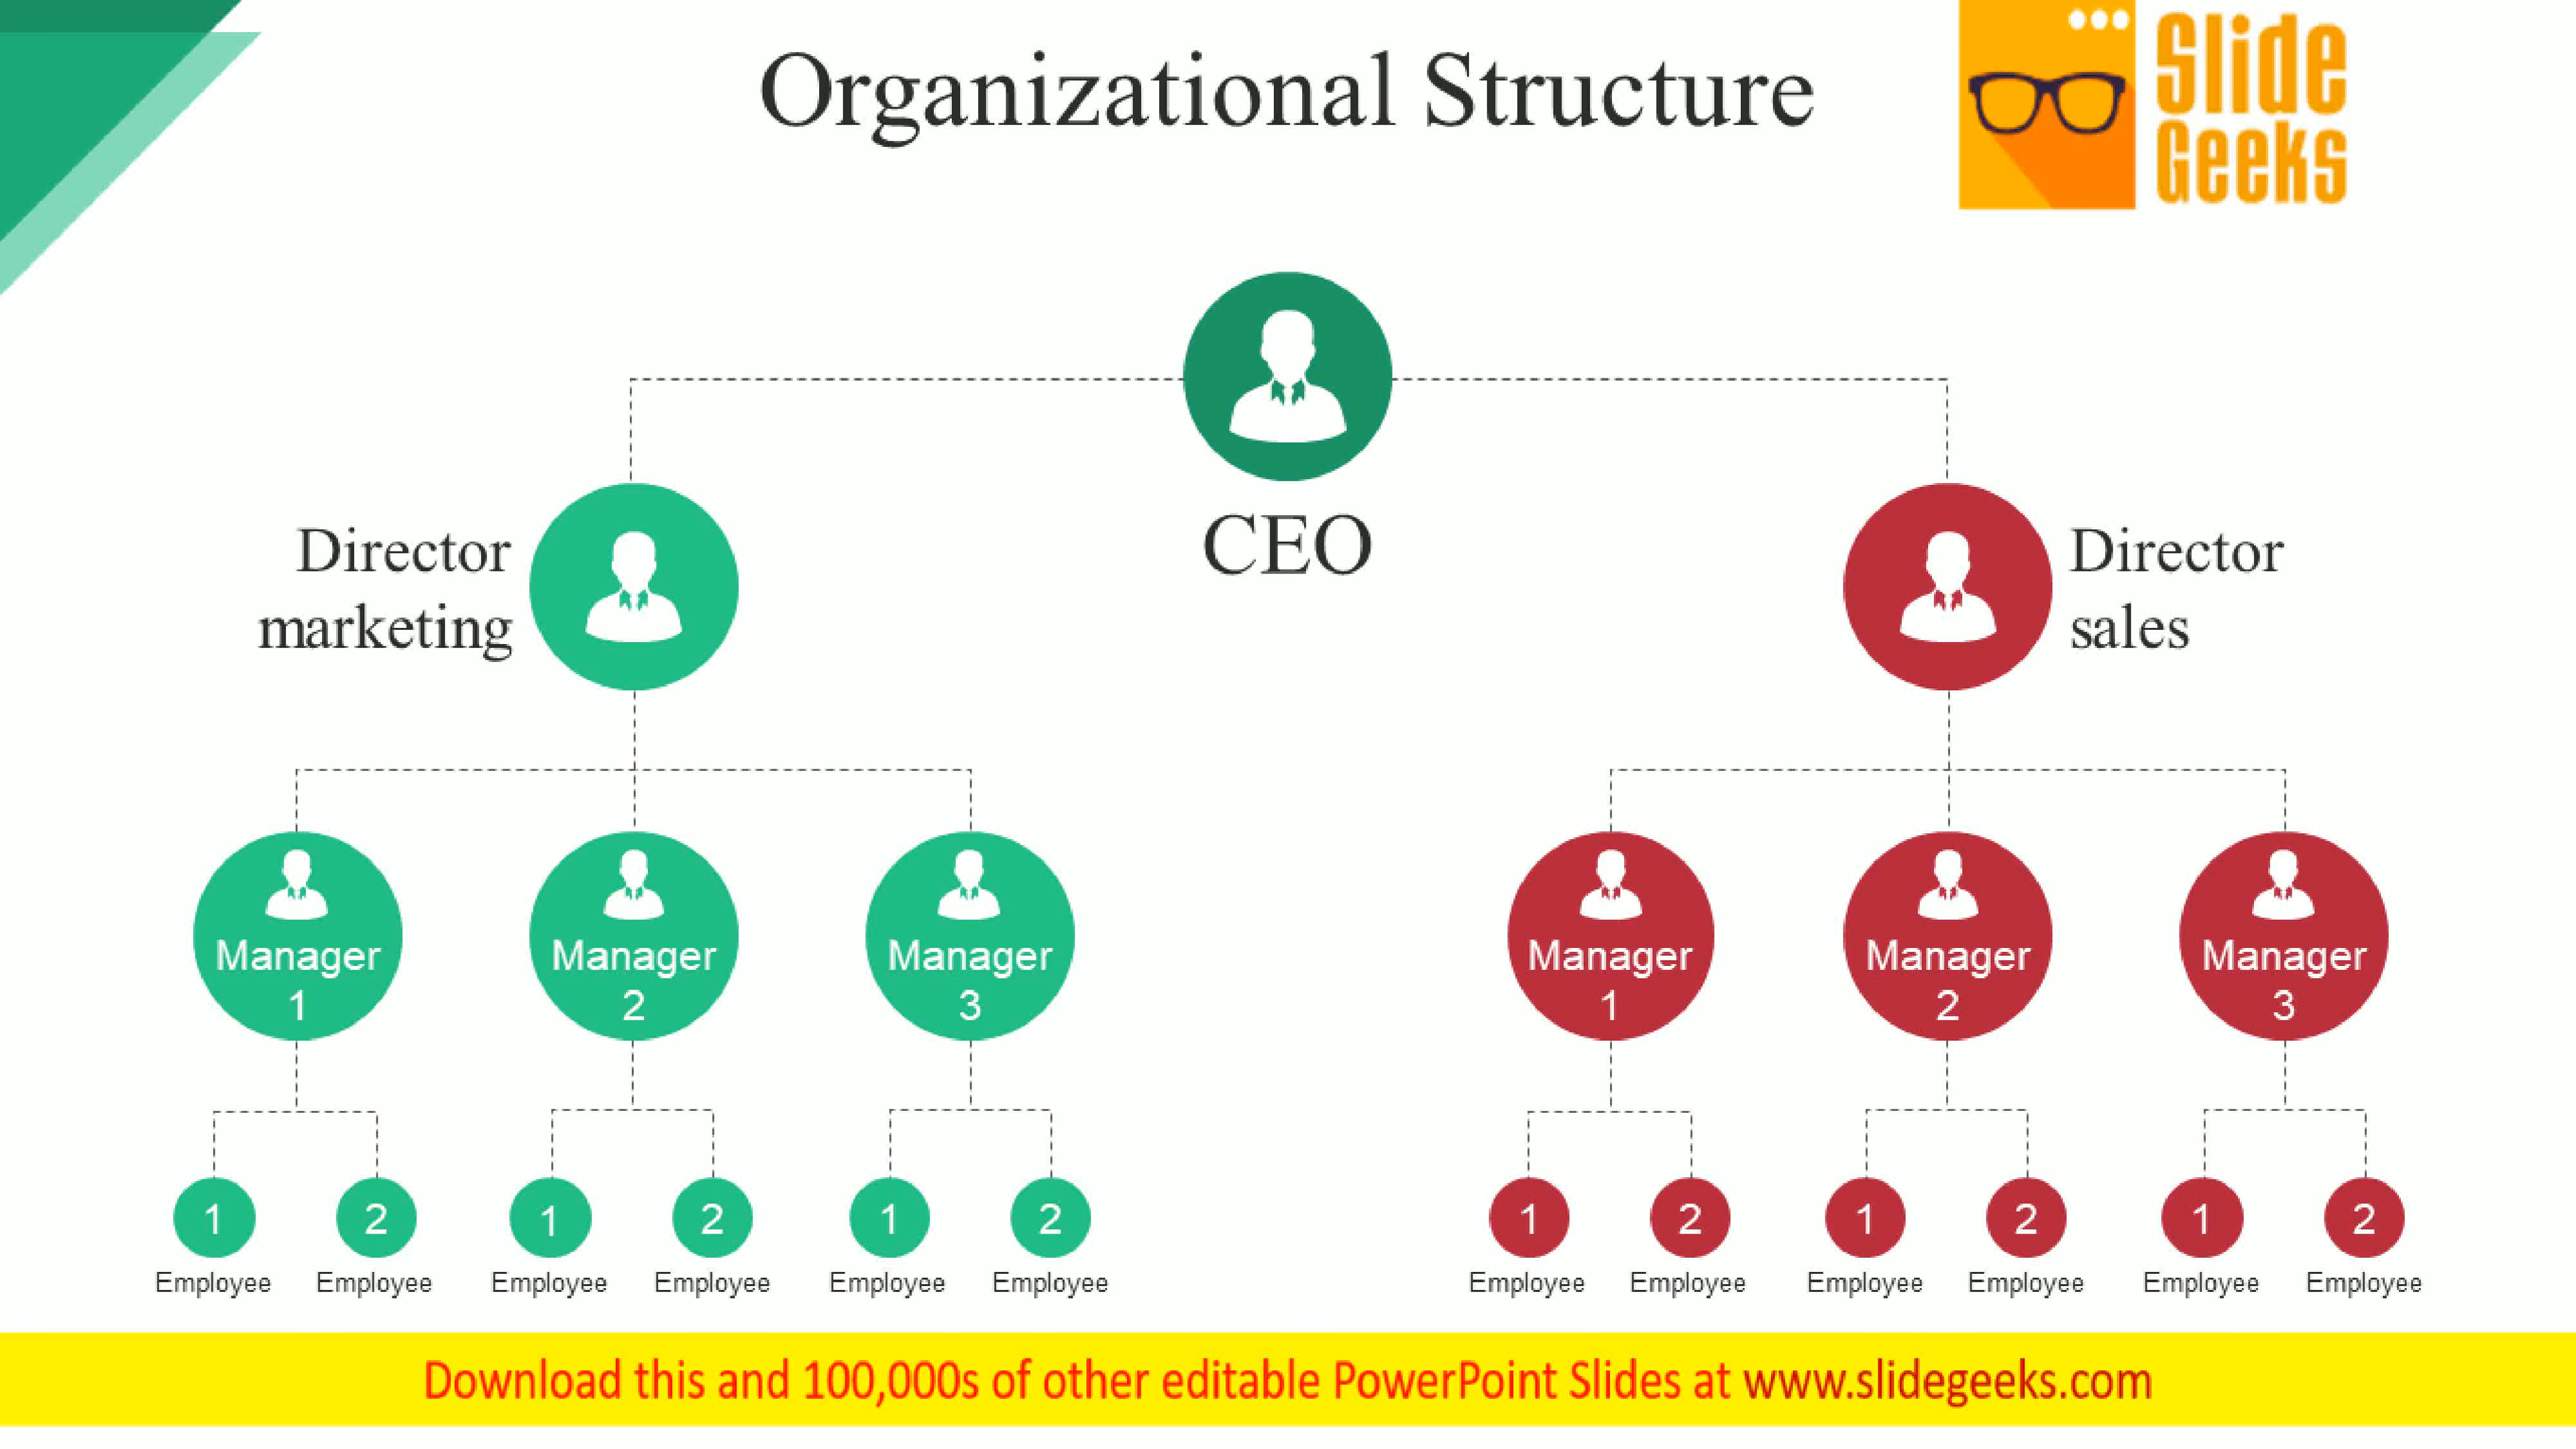 Organizational Structure
Slide
Geeks
CEO
Director
marketing
Director
sales
Manager
1
Manager
2
Manager
3
Manager
1
Manager
2
Manager
3
1
2
1
2
1
2
1
2
1
2
1
2
Employee
Employee
Employee
Employee
Employee
Employee
Employee
Employee
Employee
Employee
Employee
Employee
Download this and 100,000s of other editable PowerPoint Slides at www.slidegeeks.com